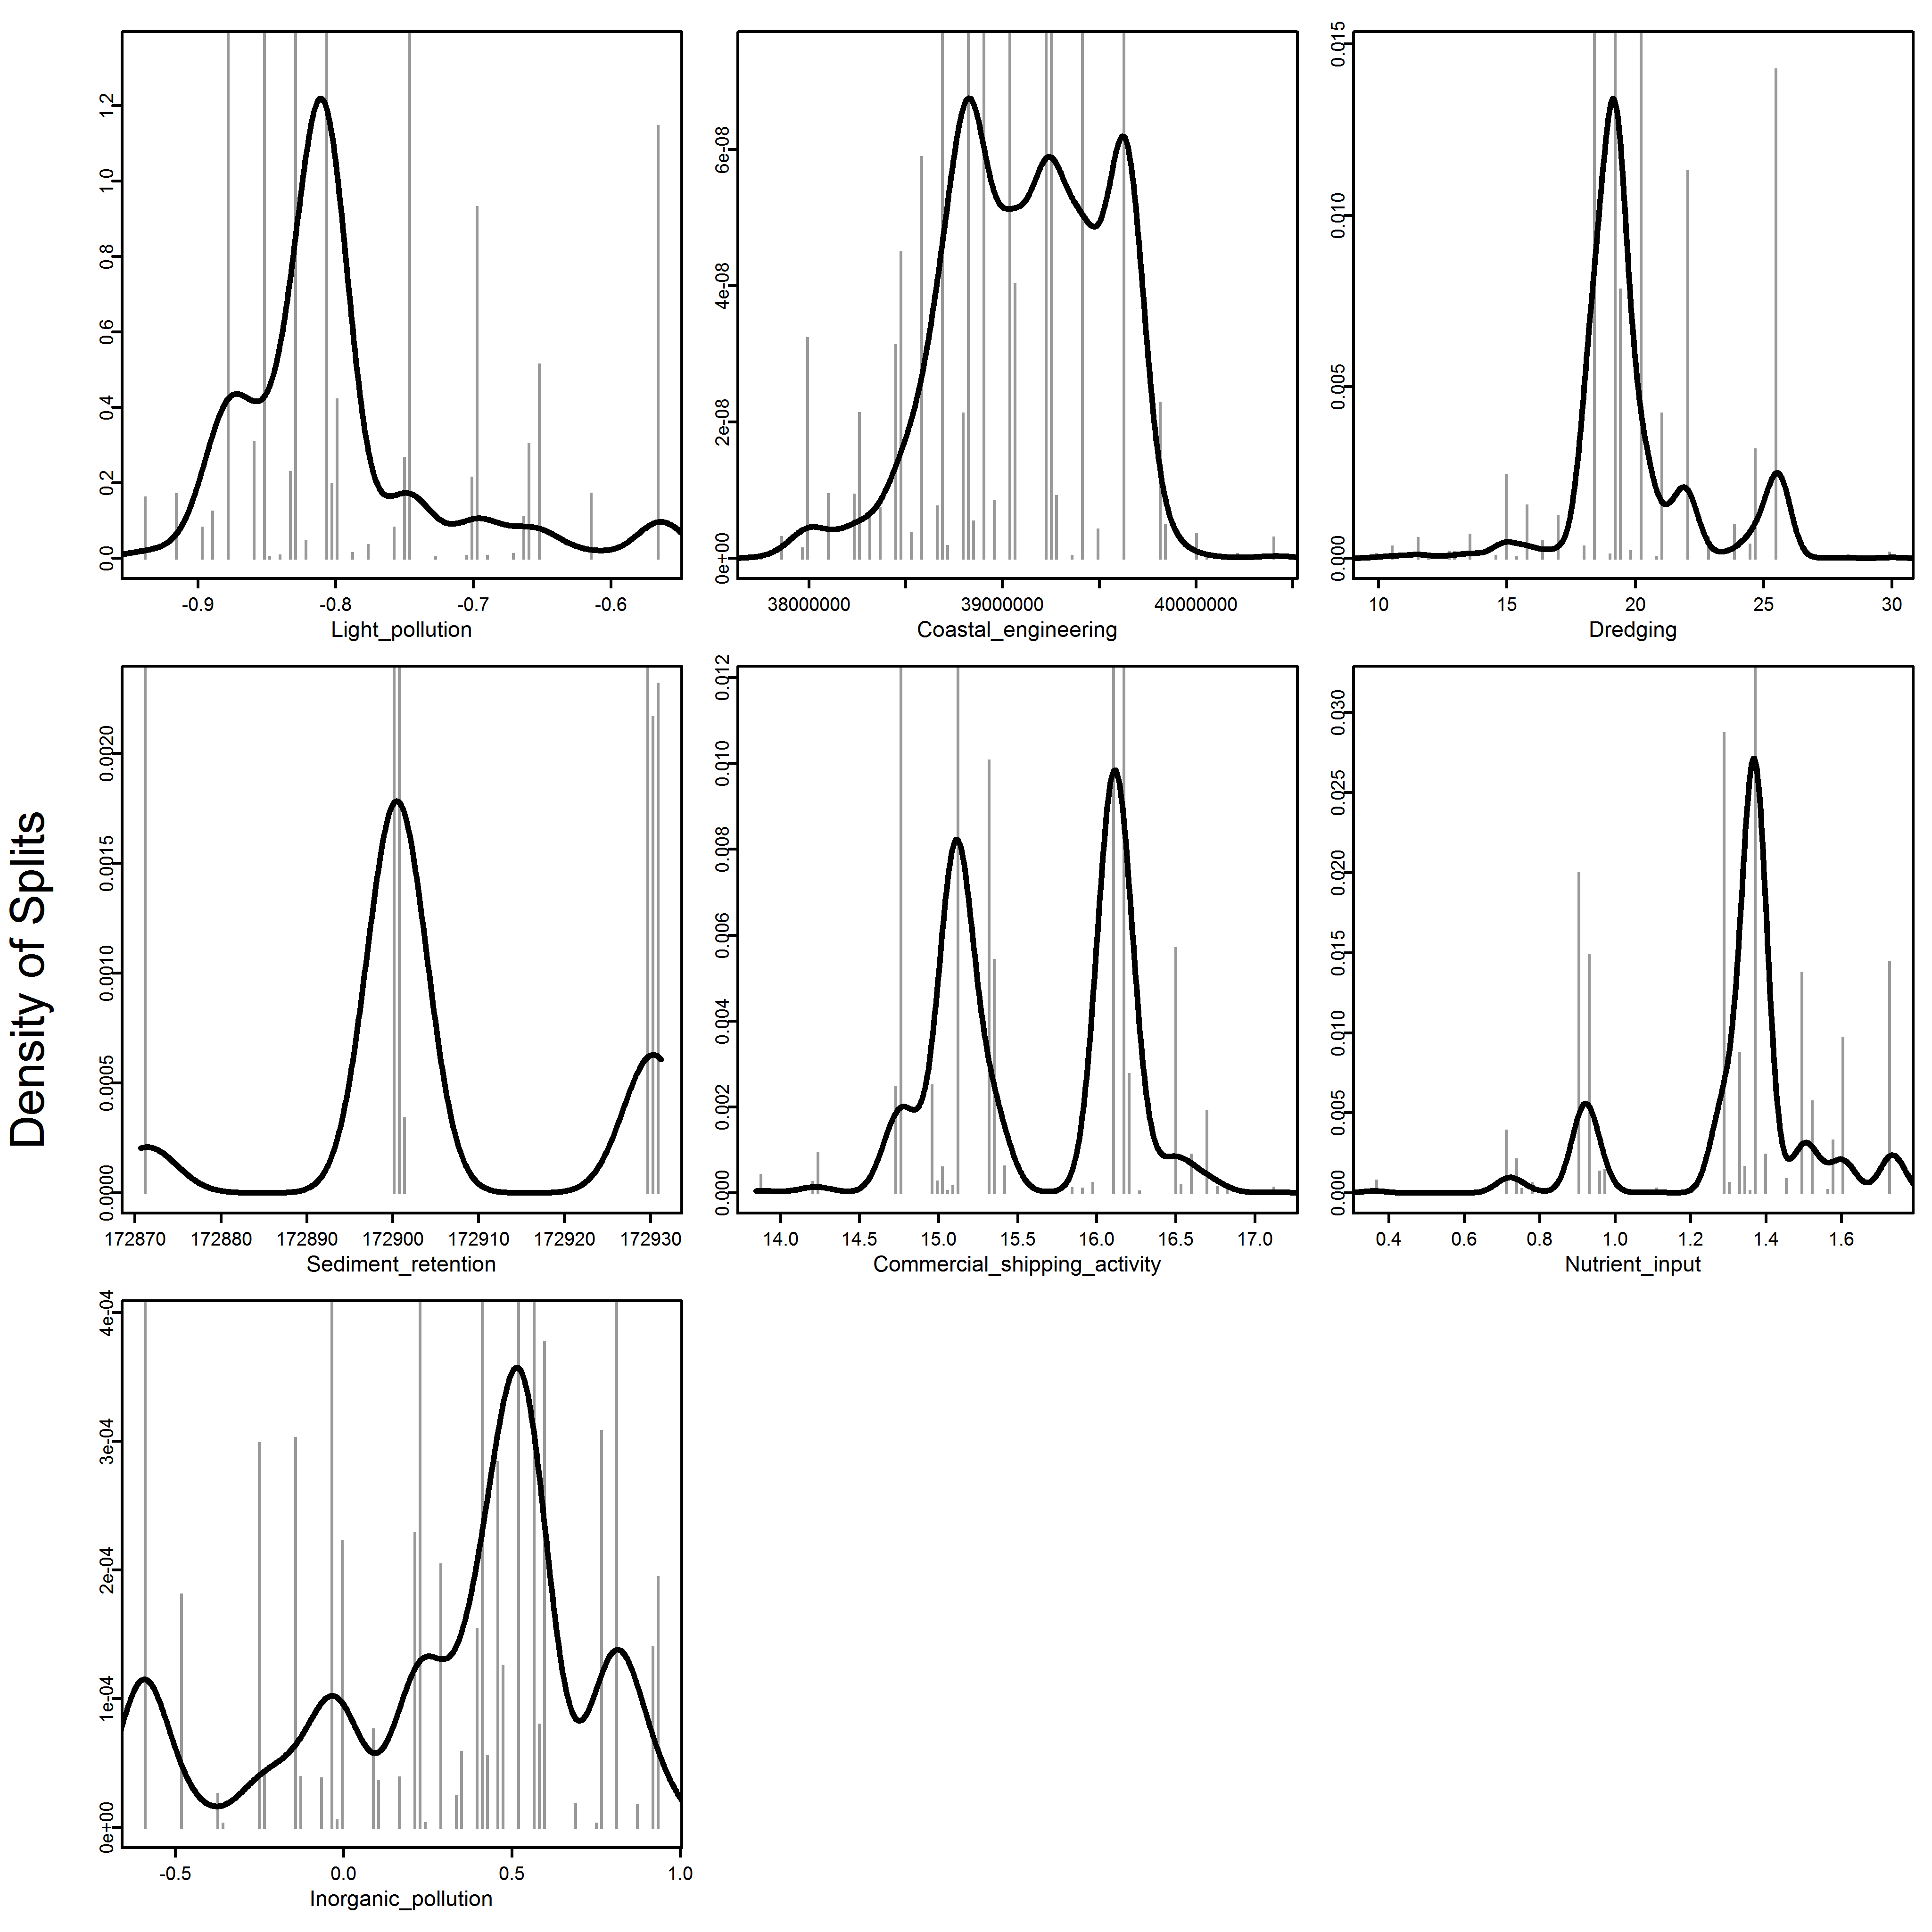 Density of Splits
0.0 0.2 0.4 0.6 0.8 1.0 1.2
-0.9 -0.8 -0.7 -0.6
Light_pollution
0e+00 2e-08 4e-08 6e-08
38000000 39000000 40000000
Coastal_engineering
0.000 0.005 0.010 0.015
10 15 20 25 30
Dredging
0.0000 0.0005 0.0010 0.0015 0.0020
172870 172880 172890 172900 172910 172920 172930
Sediment_retention
0.000 0.002 0.004 0.006 0.008 0.010 0.012
14.0 14.5 15.0 15.5 16.0 16.5 17.0
Commercial_shipping_activity
0.000 0.005 0.010 0.015 0.020 0.025 0.030
0.4 0.6 0.8 1.0 1.2 1.4 1.6
Nutrient_input
0e+00 1e-04 2e-04 3e-04 4e-04
-0.5 0.0 0.5 1.0
Inorganic_pollution